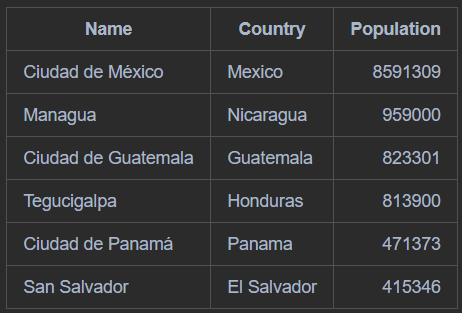 Name Country Population
Ciudad de México Mexico 8591309
Managua Nicaragua 959000
Ciudad de Guatemala Guatemala 823301
Tegucigalpa Honduras 813900
Ciudad de Panamá Panama 471373
San Salvador El Salvador 415346